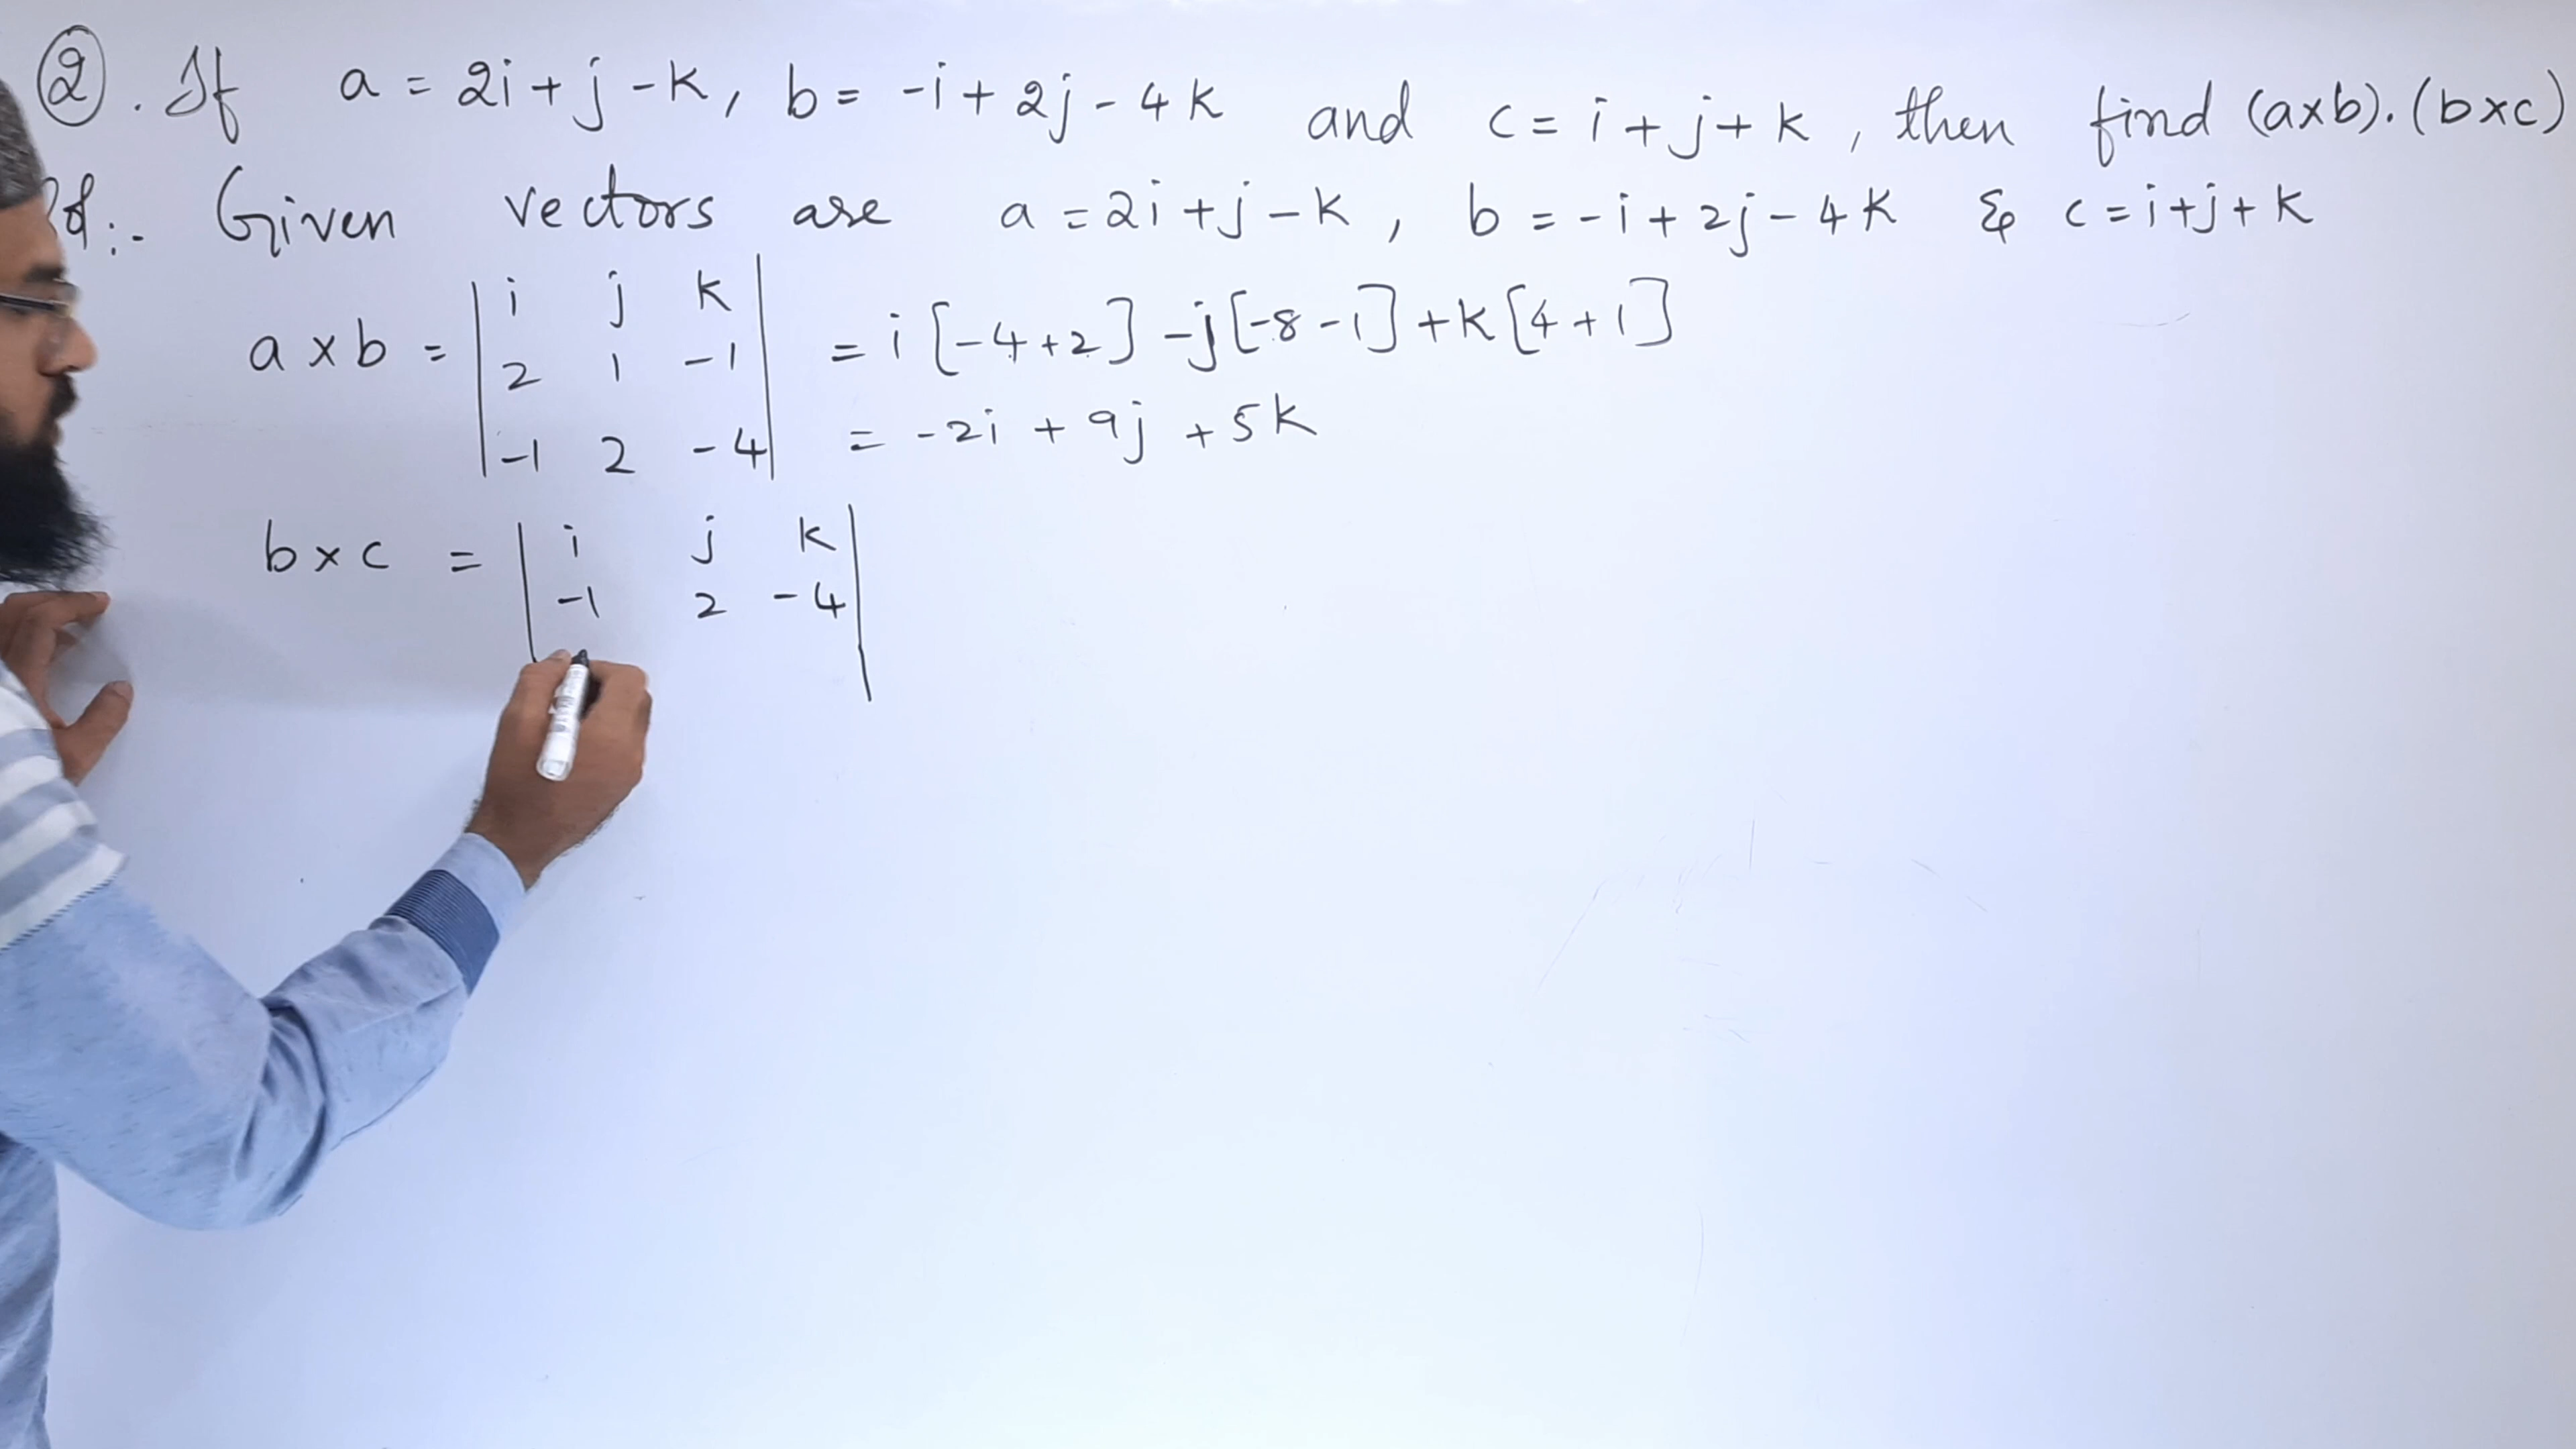 2. If a = 2i + j - k, b = -i + 2j - 4k and c = i + j + k, then find (a×b).(b×c)
Given vectors are a = 2i + j - k, b = -i + 2j - 4k & c = i + j + k
a × b = | i j k | = i[-4+2] - j[-8-1] + k[4+1]
2 1 -1
-1 2 -4 = -2i + 9j + 5k
b × c = | i j k |
-1 2 -4